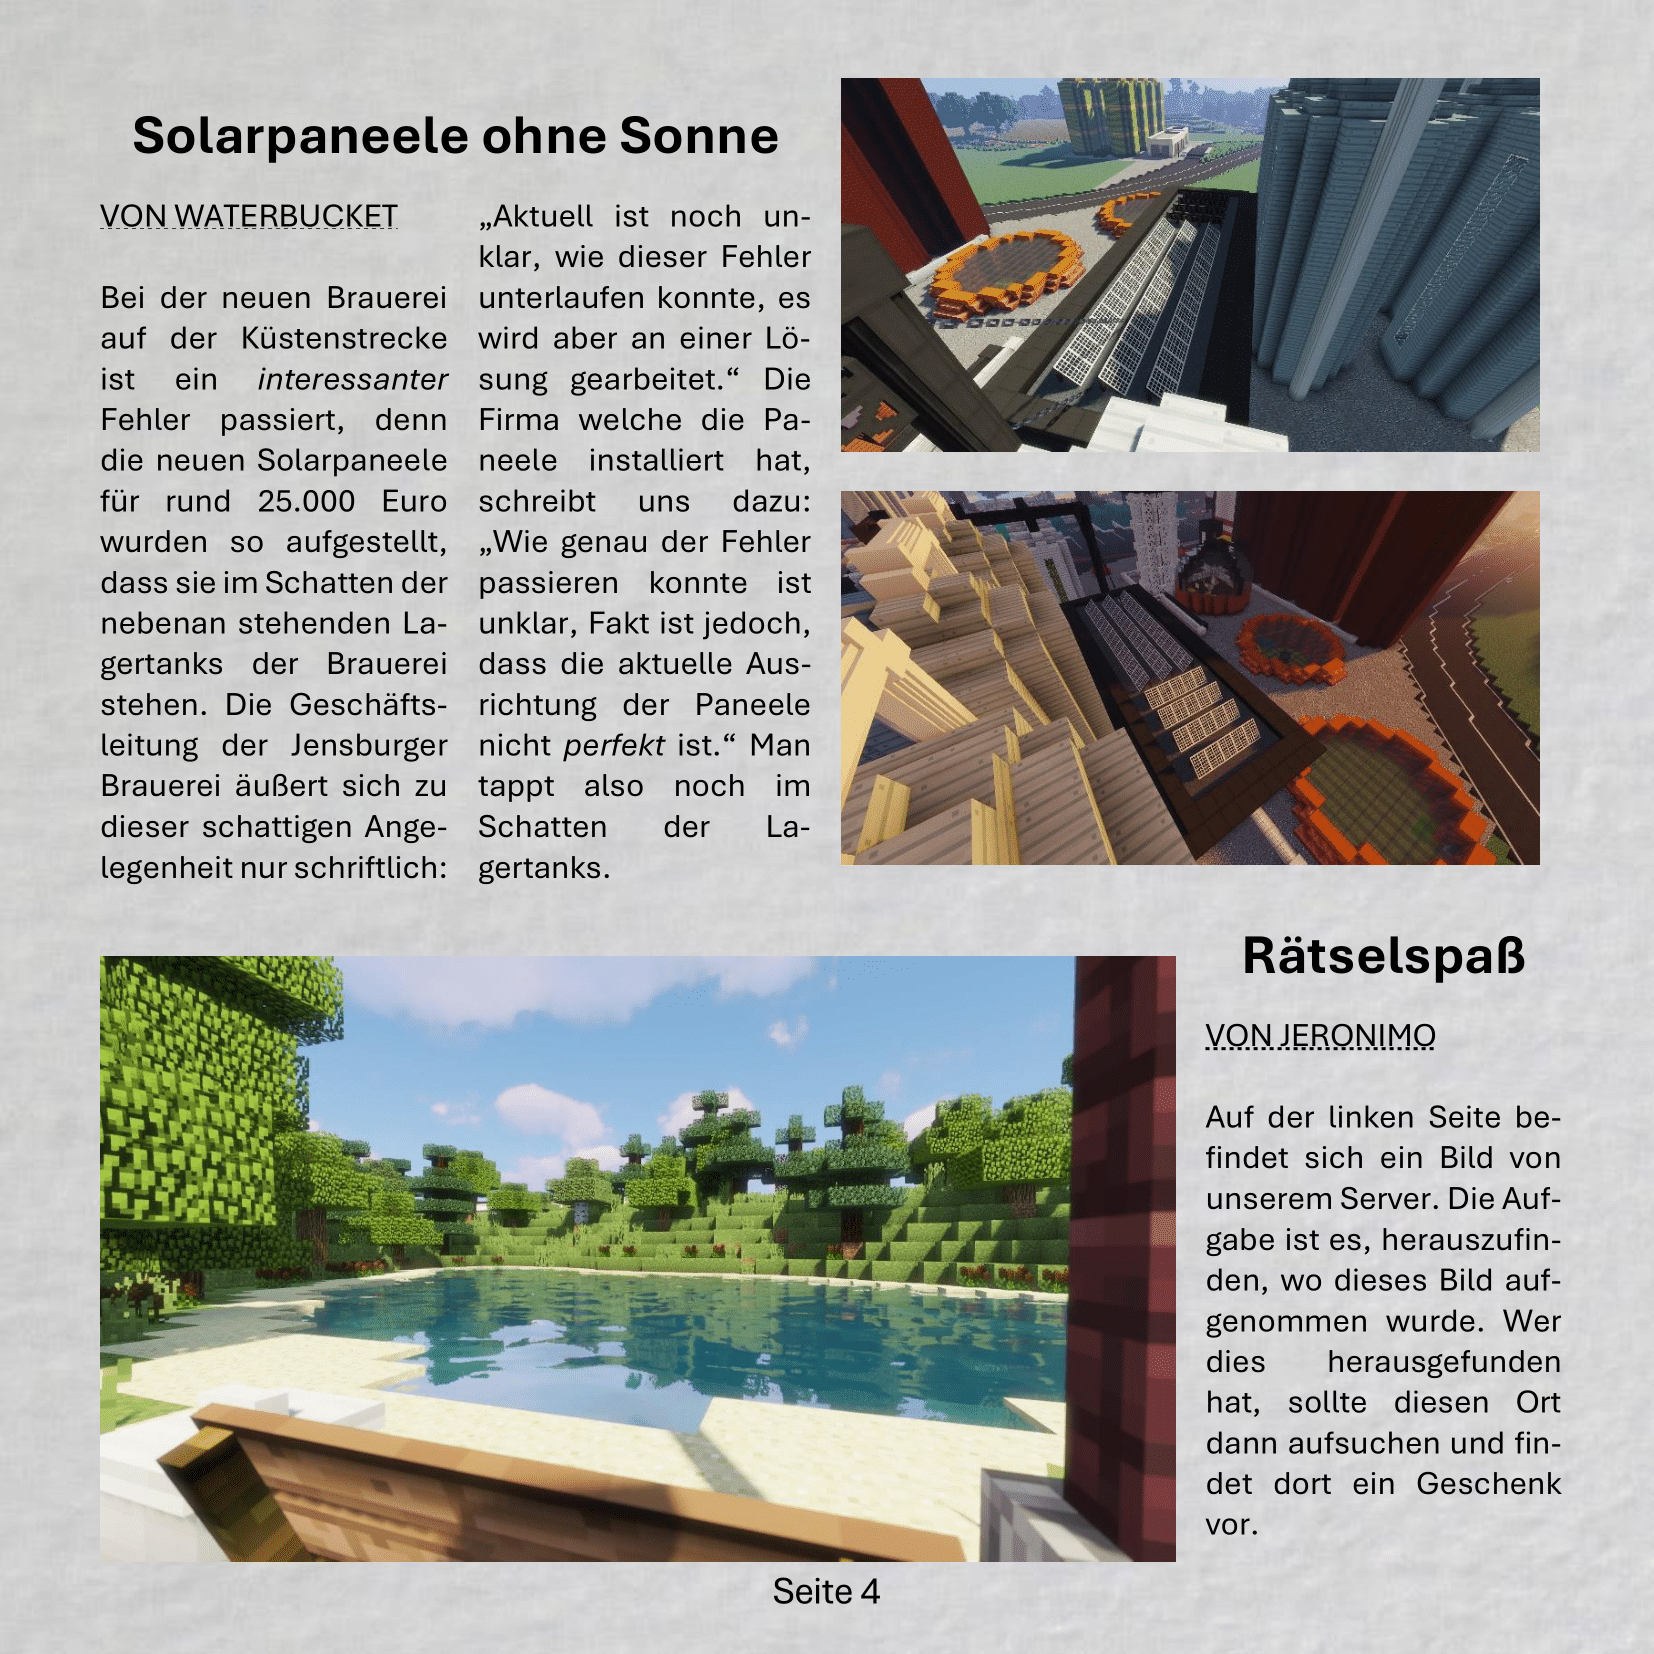 Solarpaneele ohne Sonne
VON WATERBUCKET
Bei der neuen Brauerei
auf der Küstenstrecke
ist ein interessanter
Fehler passiert, denn
die neuen Solarpaneele
für rund 25.000 Euro
wurden so aufgestellt,
dass sie im Schatten der
nebenan stehenden La-
gertanks der Brauerei
stehen. Die Geschäfts-
leitung der Jensburger
Brauerei äußert sich zu
dieser schattigen Ange-
legenheit nur schriftlich:
„Aktuell ist noch un-
klar, wie dieser Fehler
unterlaufen konnte, es
wird aber an einer Lö-
sung gearbeitet.“ Die
Firma welche die Pa-
neele installiert hat,
schreibt uns dazu:
„Wie genau der Fehler
passieren konnte ist
unklar, Fakt ist jedoch,
dass die aktuelle Aus-
richtung der Paneele
nicht perfekt ist.“ Man
tappt also noch im
Schatten der La-
gertanks.
Rätselspaß
VON JERONIMO
Auf der linken Seite be-
findet sich ein Bild von
unserem Server. Die Auf-
gabe ist es, herauszufin-
den, wo dieses Bild auf-
genommen wurde. Wer
dies herausgefunden
hat, sollte diesen Ort
dann aufsuchen und fin-
det dort ein Geschenk
vor.
Seite 4